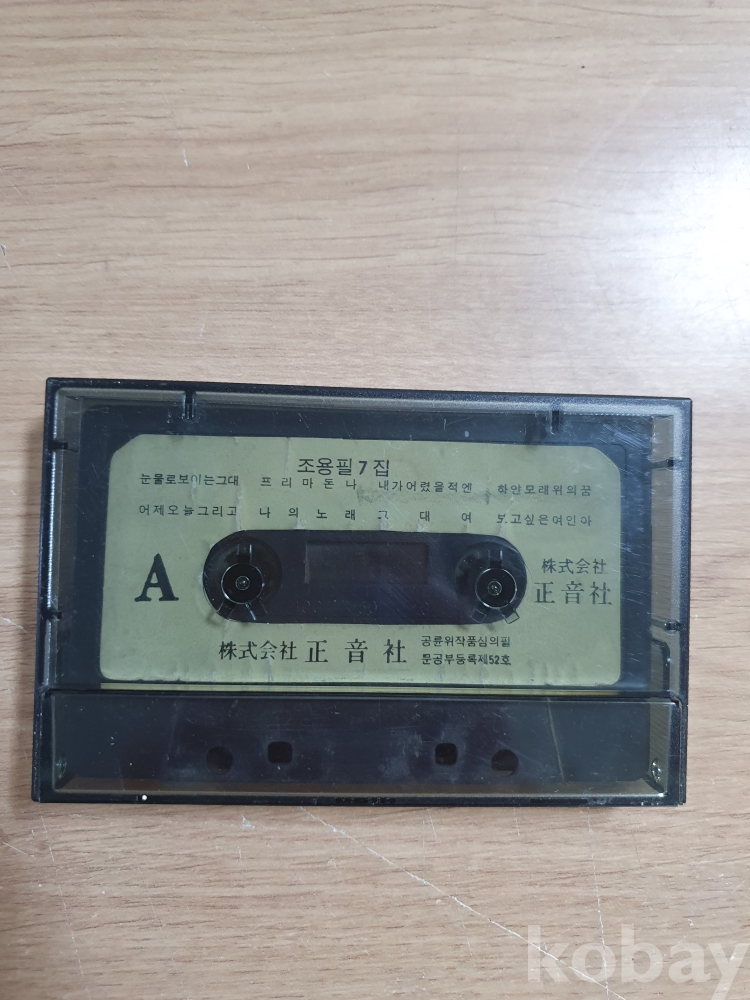 조용필 7 집
눈물로보이는그대 프리마돈나 내가어렸을적엔 하얀모래위의꿈
어제오늘그리고 나의노래 그대여 보고싶은여인아
A
株式会社
正音社
株式会社 正音社
공륜위작품심의필
문공부등록제52호
kobay